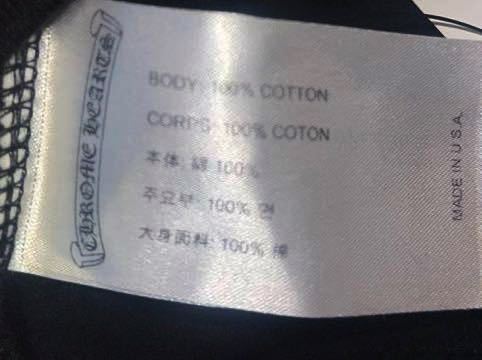 CHROME HEARTS
BODY: 100% COTTON
CORPS: 100% COTON
本体: 綿 100%
주요부: 100% 면
大身面料: 100% 棉
MADE IN U.S.A.